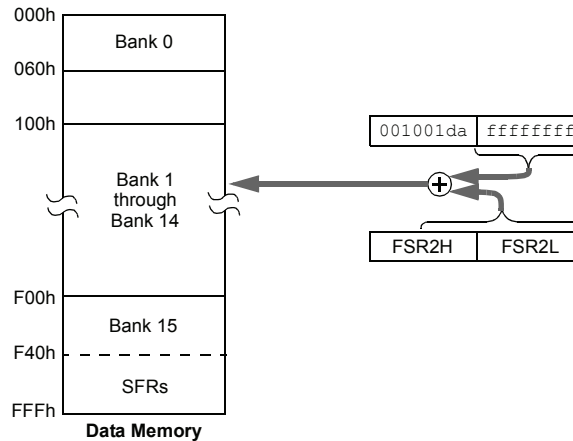 000h
Bank 0
060h
100h
001001da ffffffff
Bank 1
through
Bank 14
FSR2H FSR2L
F00h
Bank 15
F40h
SFRs
FFFh
Data Memory